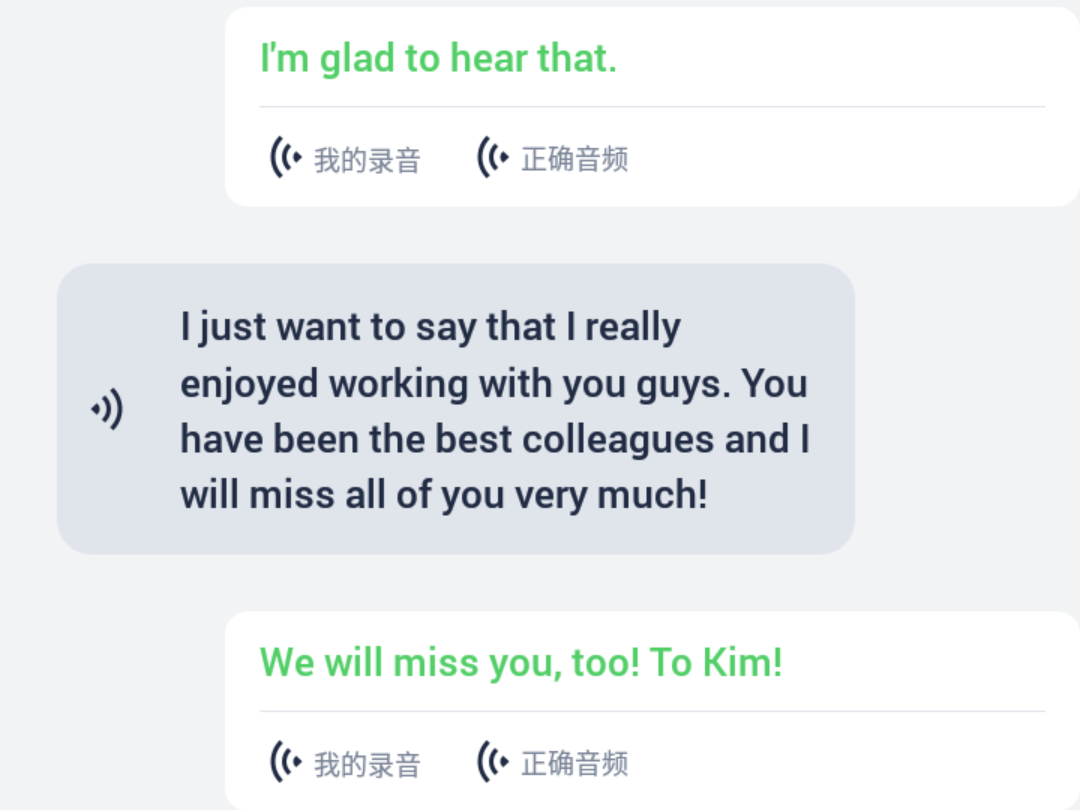 I'm glad to hear that.
我的录音 正确音频
I just want to say that I really
enjoyed working with you guys. You
have been the best colleagues and I
will miss all of you very much!
We will miss you, too! To Kim!
我的录音 正确音频